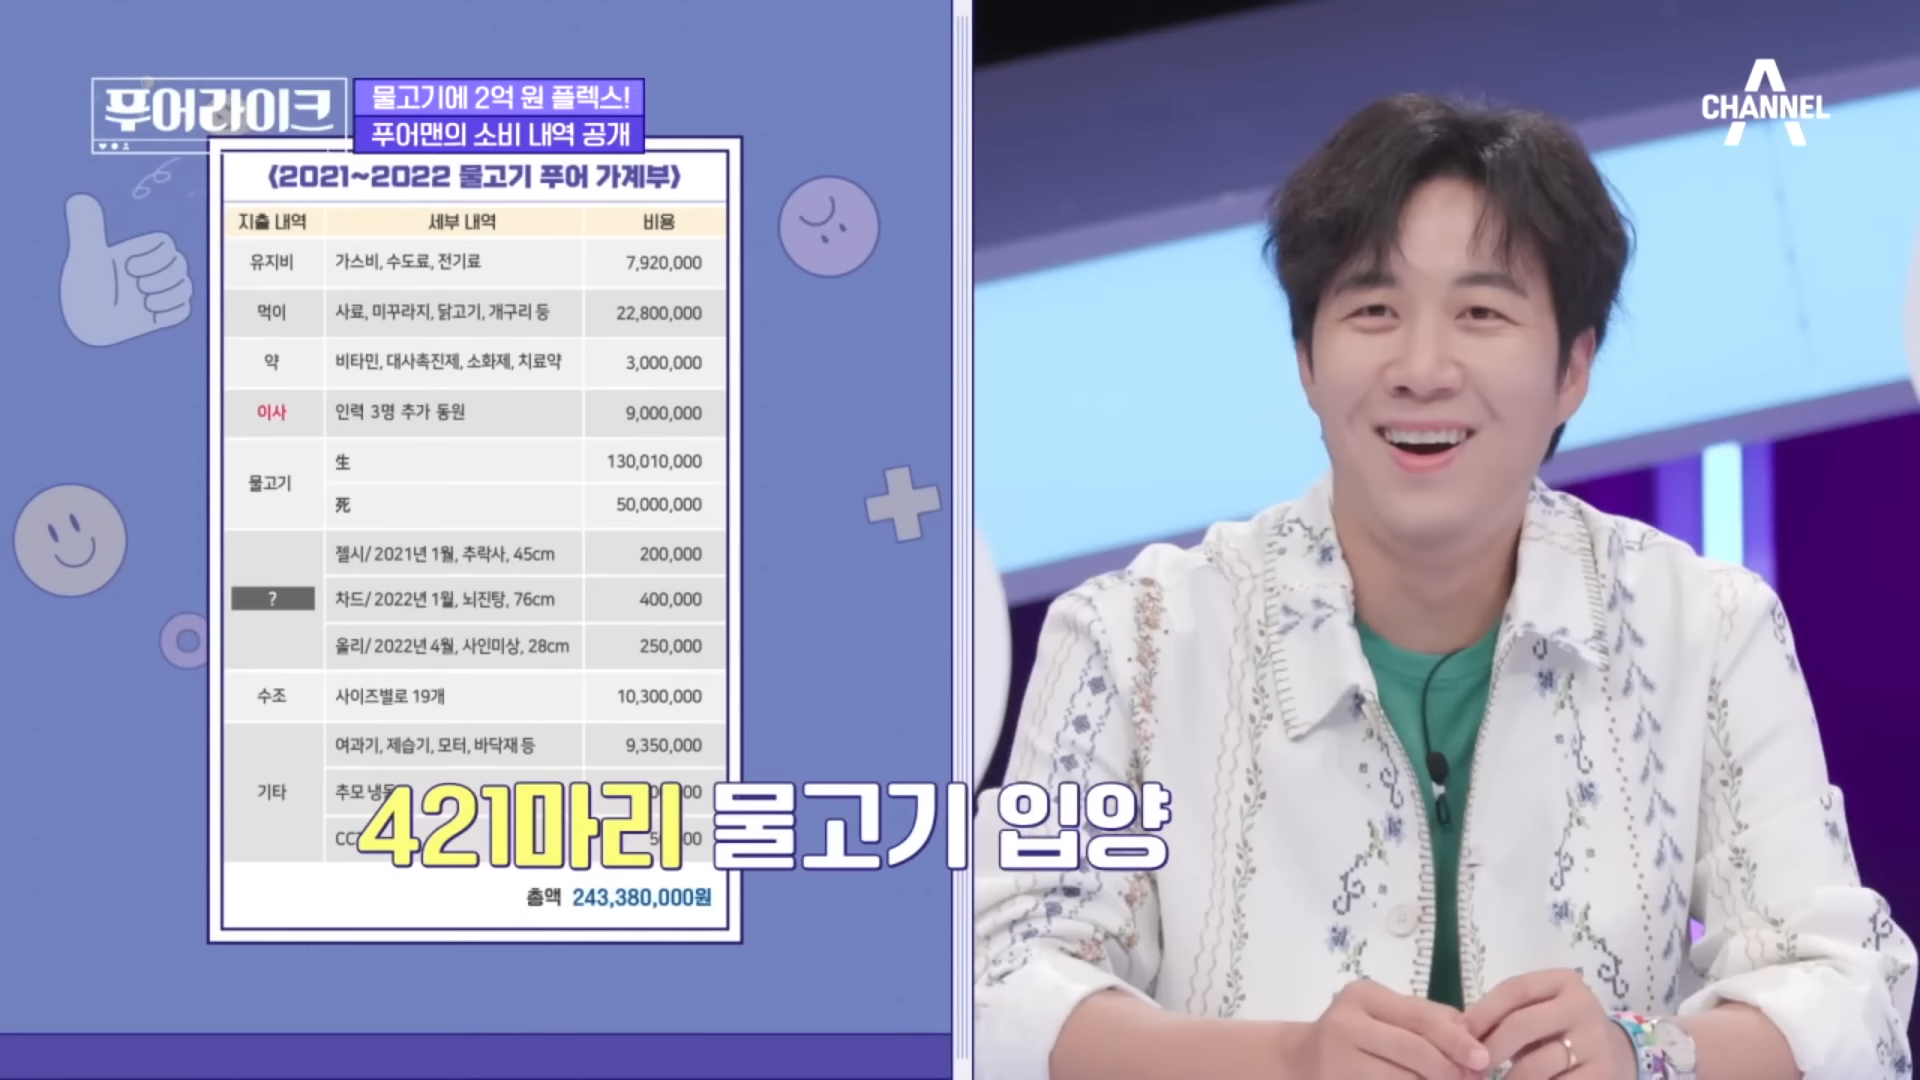 푸어라이크
물고기에 2억 원 플렉스!
푸어맨의 소비 내역 공개
CHANNEL A
〈2021~2022 물고기 푸어 가계부〉
지출 내역 세부 내역 비용
유지비 가스비, 수도료, 전기료 7,920,000
먹이 사료, 미꾸라지, 닭고기, 개구리 등 22,800,000
약 비타민, 대사촉진제, 소화제, 치료약 3,000,000
이사 인력 3명 추가 동원 9,000,000
물고기
生 130,010,000
死 50,000,000
?
젤시/ 2021년 1월, 추락사, 45cm 200,000
차드/ 2022년 1월, 뇌진탕, 76cm 400,000
올리/ 2022년 4월, 사인미상, 28cm 250,000
수조 사이즈별로 19개 10,300,000
기타
여과기, 제습기, 모터, 바닥재 등 9,350,000
추모
421마리 물고기 입양
총액 243,380,000원